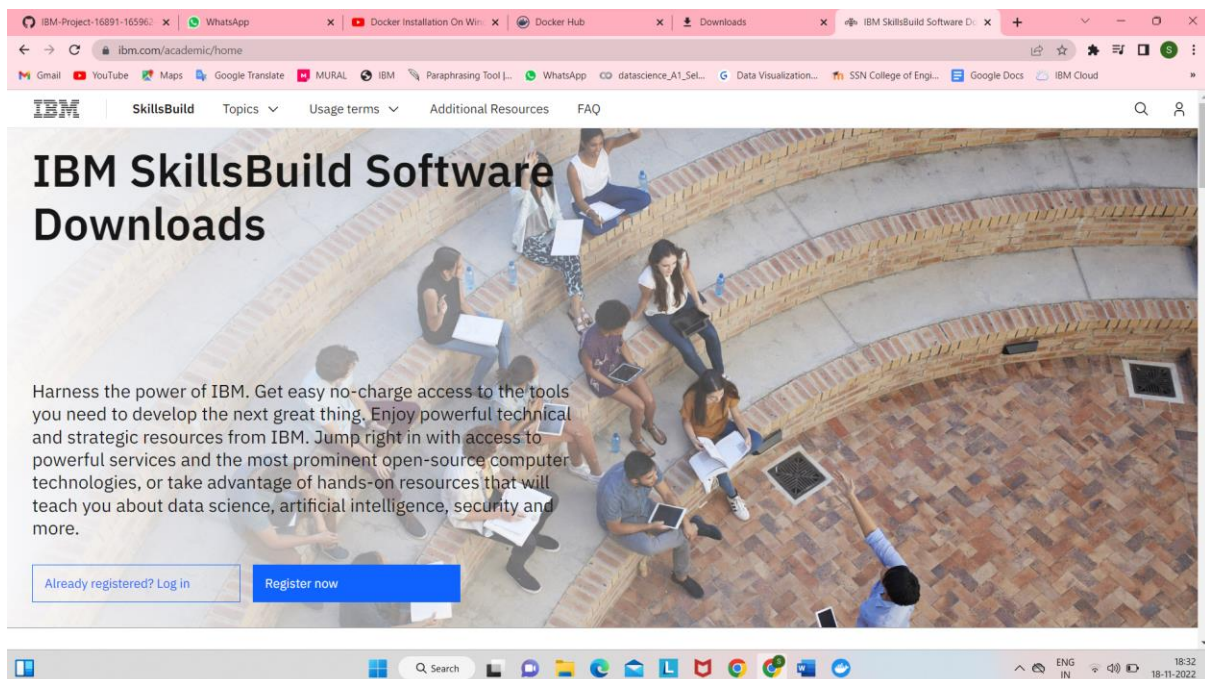 IBM-Project-16891-165962
WhatsApp
Docker Installation On Win
Docker Hub
Downloads
IBM SkillsBuild Software Do
ibm.com/academic/home
Gmail
YouTube
Maps
Google Translate
MURAL
IBM
Paraphrasing Tool |...
WhatsApp
datascience_A1_Sel...
Data Visualization...
SSN College of Engi...
Google Docs
IBM Cloud
IBM
SkillsBuild
Topics
Usage terms
Additional Resources
FAQ
IBM SkillsBuild Software
Downloads
Harness the power of IBM. Get easy no-charge access to the tools
you need to develop the next great thing. Enjoy powerful technical
and strategic resources from IBM. Jump right in with access to
powerful services and the most prominent open-source computer
technologies, or take advantage of hands-on resources that will
teach you about data science, artificial intelligence, security and
more.
Already registered? Log in
Register now
Search
ENG
IN
18:32
18-11-2022